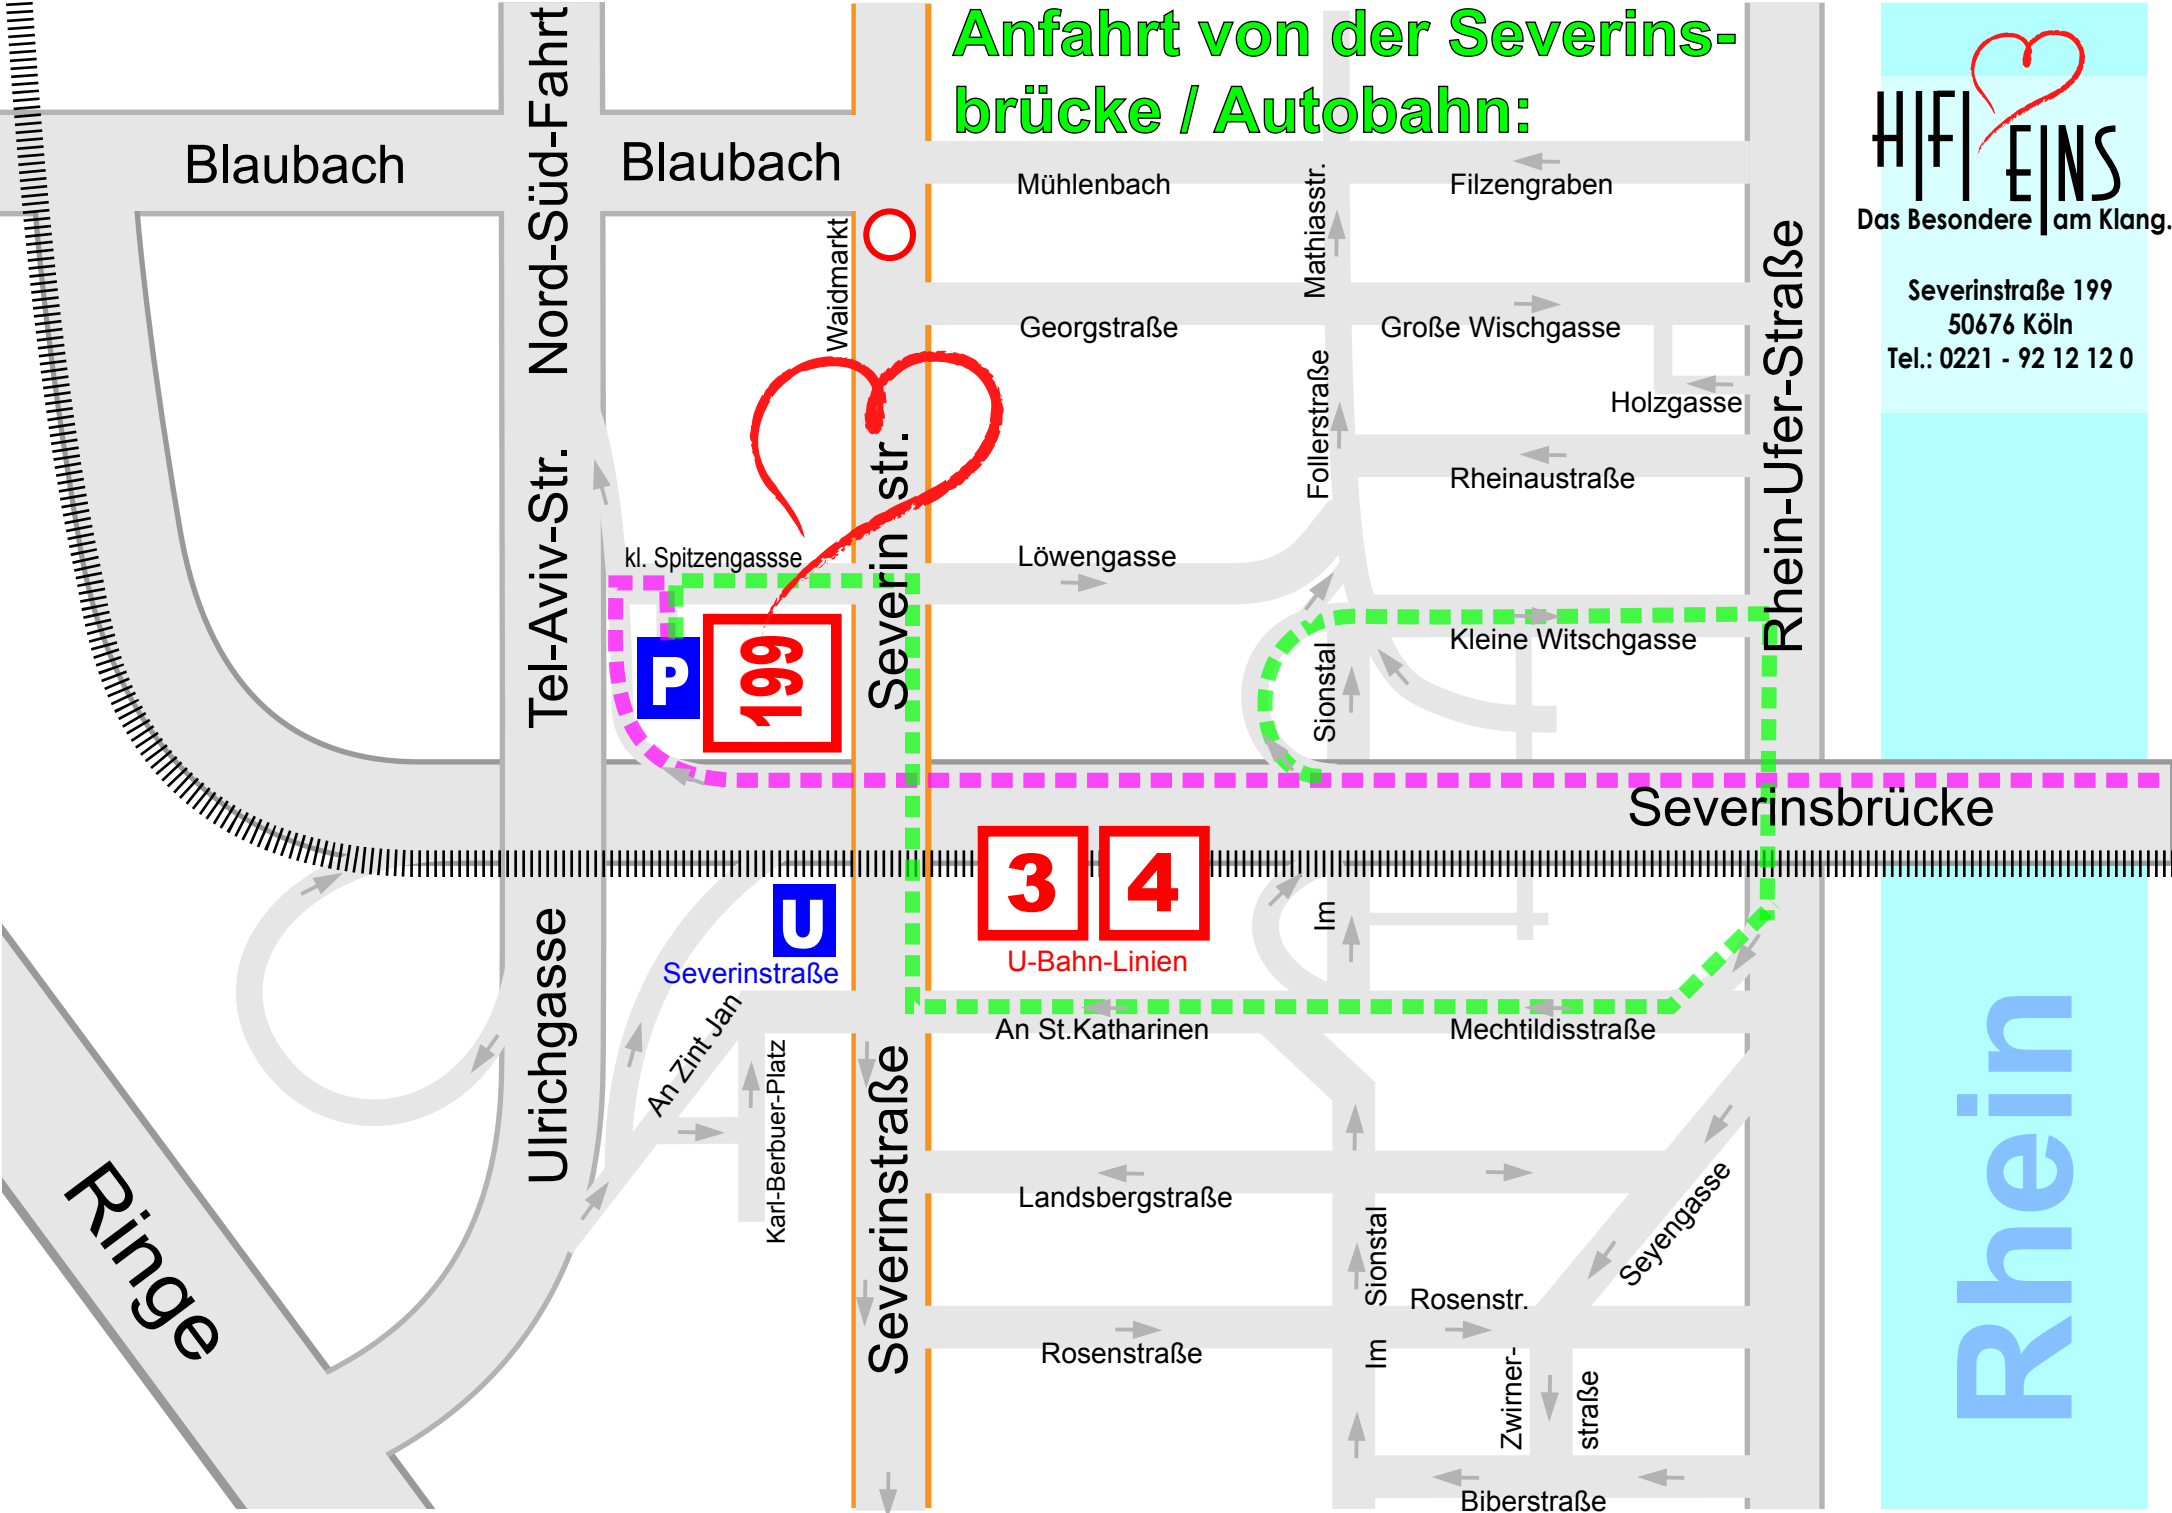 Anfahrt von der Severins-
brücke / Autobahn:
HIFI EINS
Das Besondere am Klang.
Severinstraße 199
50676 Köln
Tel.: 0221 - 92 12 12 0
Nord-Süd-Fahrt
Blaubach
Blaubach
Mühlenbach
Filzengraben
Mathiasstr.
Waidmarkt
Georgstraße
Große Wischgasse
Rhein-Ufer-Straße
Holzgasse
Follerstraße
Rheinaustraße
Tel-Aviv-Str.
Severin str.
kl. Spitzengassse
Löwengasse
Severin
Kleine Witschgasse
Sionstal
P
199
Severinsbrücke
3
4
U-Bahn-Linien
U
Severinstraße
Im
Ulrichgasse
An Zint Jan
An St.Katharinen
Mechtildisstraße
Karl-Berbuer-Platz
Severinstraße
Landsbergstraße
Seyengasse
Ringe
Im Sionstal
Rosenstr.
Rosenstraße
Zwirner-
straße
Biberstraße
Rhein